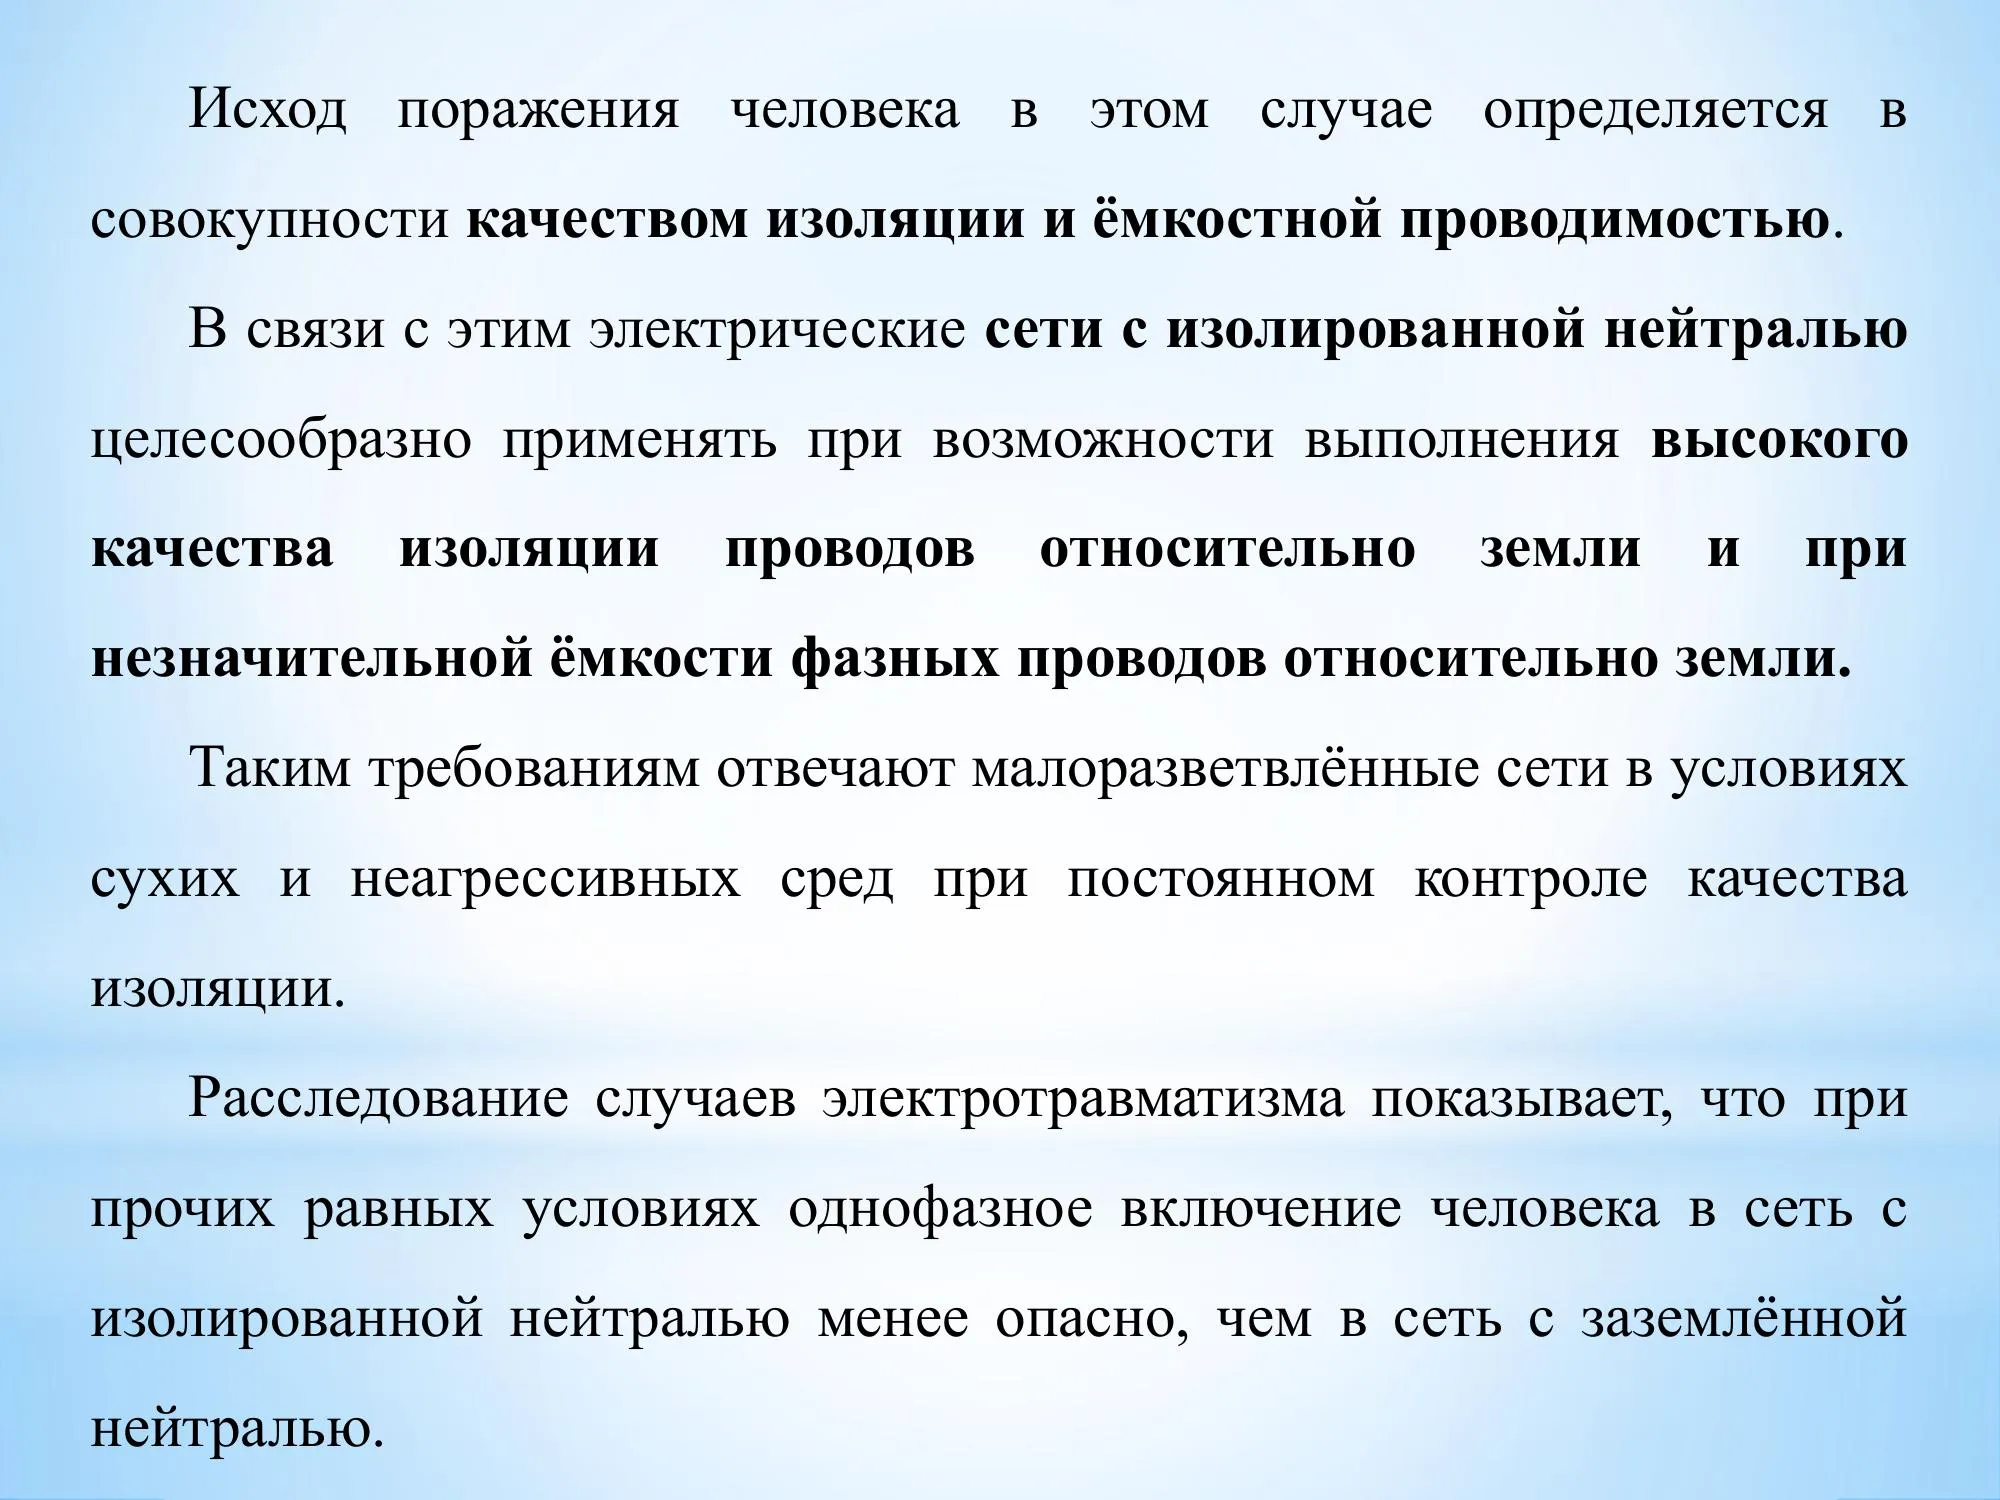 Исход поражения человека в этом случае определяется в
совокупности качеством изоляции и ёмкостной проводимостью.
В связи с этим электрические сети с изолированной нейтралью
целесообразно применять при возможности выполнения высокого
качества изоляции проводов относительно земли и при
незначительной ёмкости фазных проводов относительно земли.
Таким требованиям отвечают малоразветвлённые сети в условиях
сухих и неагрессивных сред при постоянном контроле качества
изоляции.
Расследование случаев электротравматизма показывает, что при
прочих равных условиях однофазное включение человека в сеть с
изолированной нейтралью менее опасно, чем в сеть с заземлённой
нейтралью.